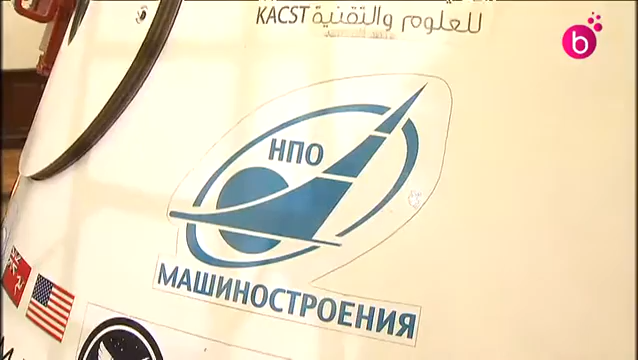 KACST للعلوم والتقنية
b
НПО
МАШИНОСТРОЕНИЯ